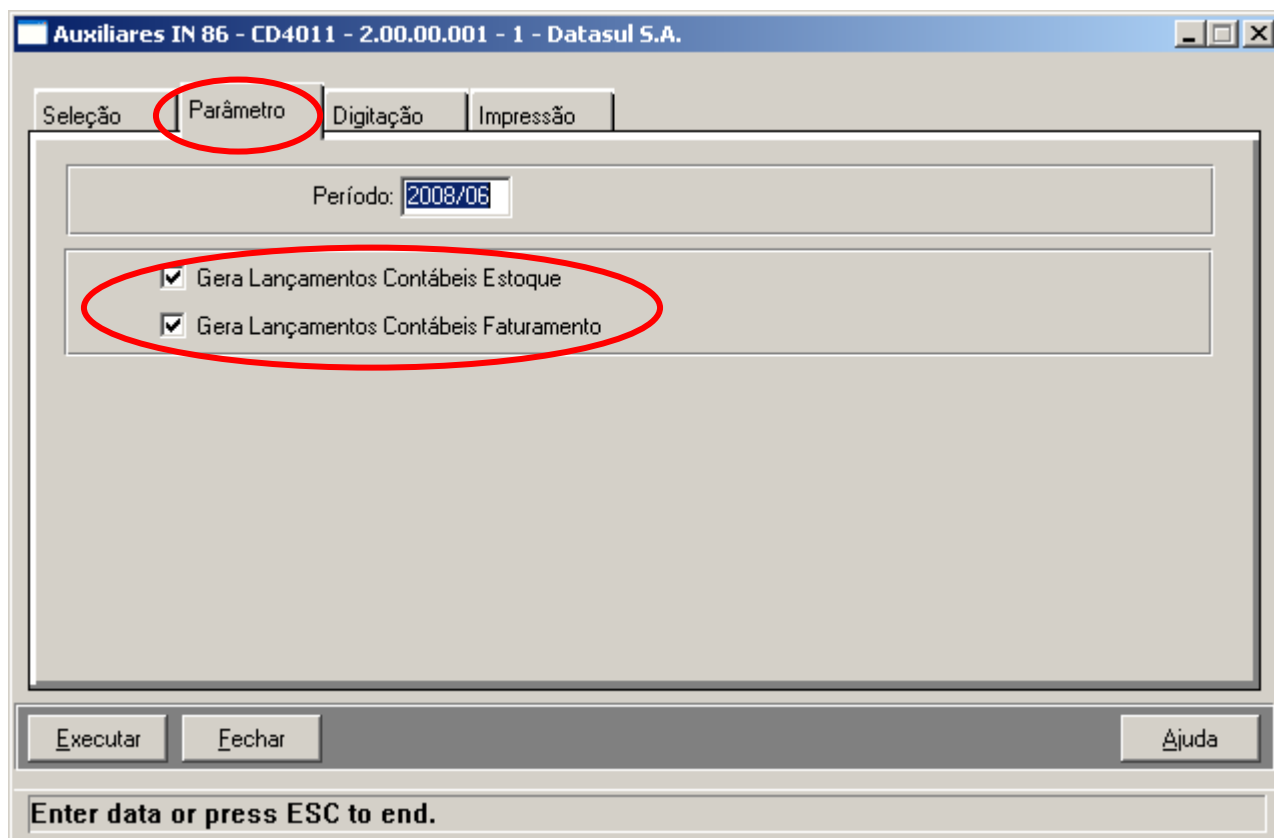 Auxiliares IN 86 - CD4011 - 2.00.00.001 - 1 - Datasul S.A.
Seleção Parâmetro Digitação Impressão
Período: 2008/06
Gera Lançamentos Contábeis Estoque
Gera Lançamentos Contábeis Faturamento
Executar Fechar Ajuda
Enter data or press ESC to end.